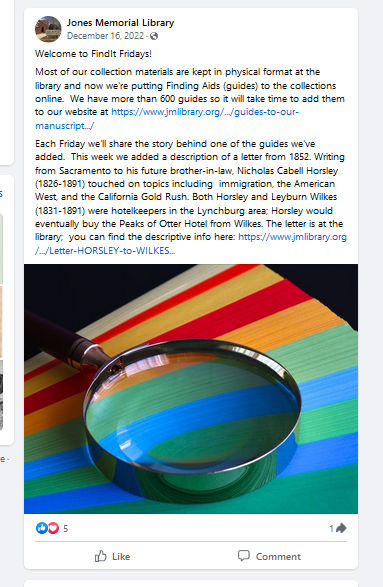 Jones Memorial Library
December 16, 2022 ·
Welcome to FindIt Fridays!
Most of our collection materials are kept in physical format at the
library and now we're putting Finding Aids (guides) to the collections
online.  We have more than 600 guides so it will take time to add them
to our website at https://www.jmlibrary.org/.../guides-to-our-
manuscript.../
Each Friday we'll share the story behind one of the guides we've
added.  This week we added a description of a letter from 1852. Writing
from Sacramento to his future brother-in-law, Nicholas Cabell Horsley
(1826-1891) touched on topics including  immigration, the American
West, and the California Gold Rush. Both Horsley and Leyburn Wilkes
(1831-1891) were hotelkeepers in the Lynchburg area; Horsley would
eventually buy the Peaks of Otter Hotel from Wilkes. The letter is at the
library;  you can find the descriptive info here: https://www.jmlibrary.org
/.../Letter-HORSLEY-to-WILKES...
5
1
Like
Comment
s
e ·